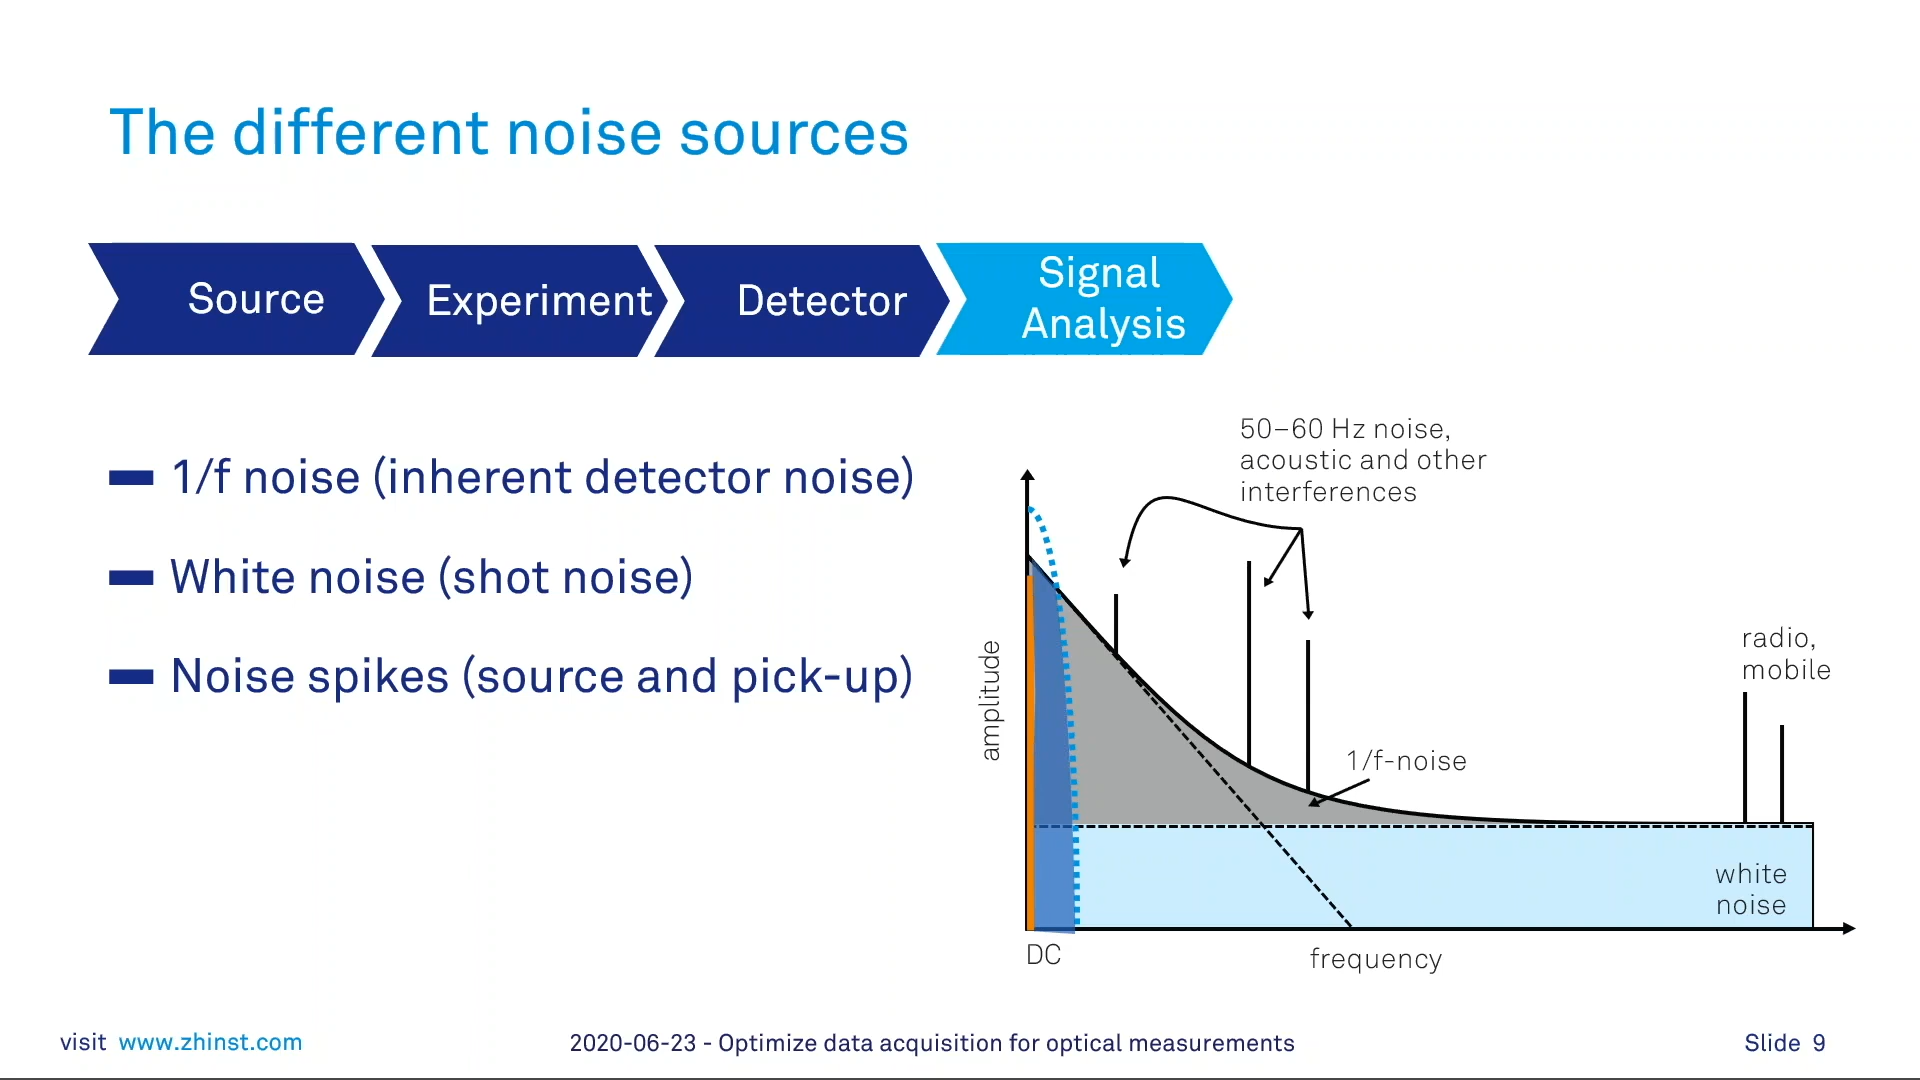 The different noise sources
Source
Experiment
Detector
Signal
Analysis
1/f noise (inherent detector noise)
White noise (shot noise)
Noise spikes (source and pick-up)
50–60 Hz noise,
acoustic and other
interferences
amplitude
radio,
mobile
1/f-noise
white
noise
DC
frequency
visit www.zhinst.com
2020-06-23 - Optimize data acquisition for optical measurements
Slide 9